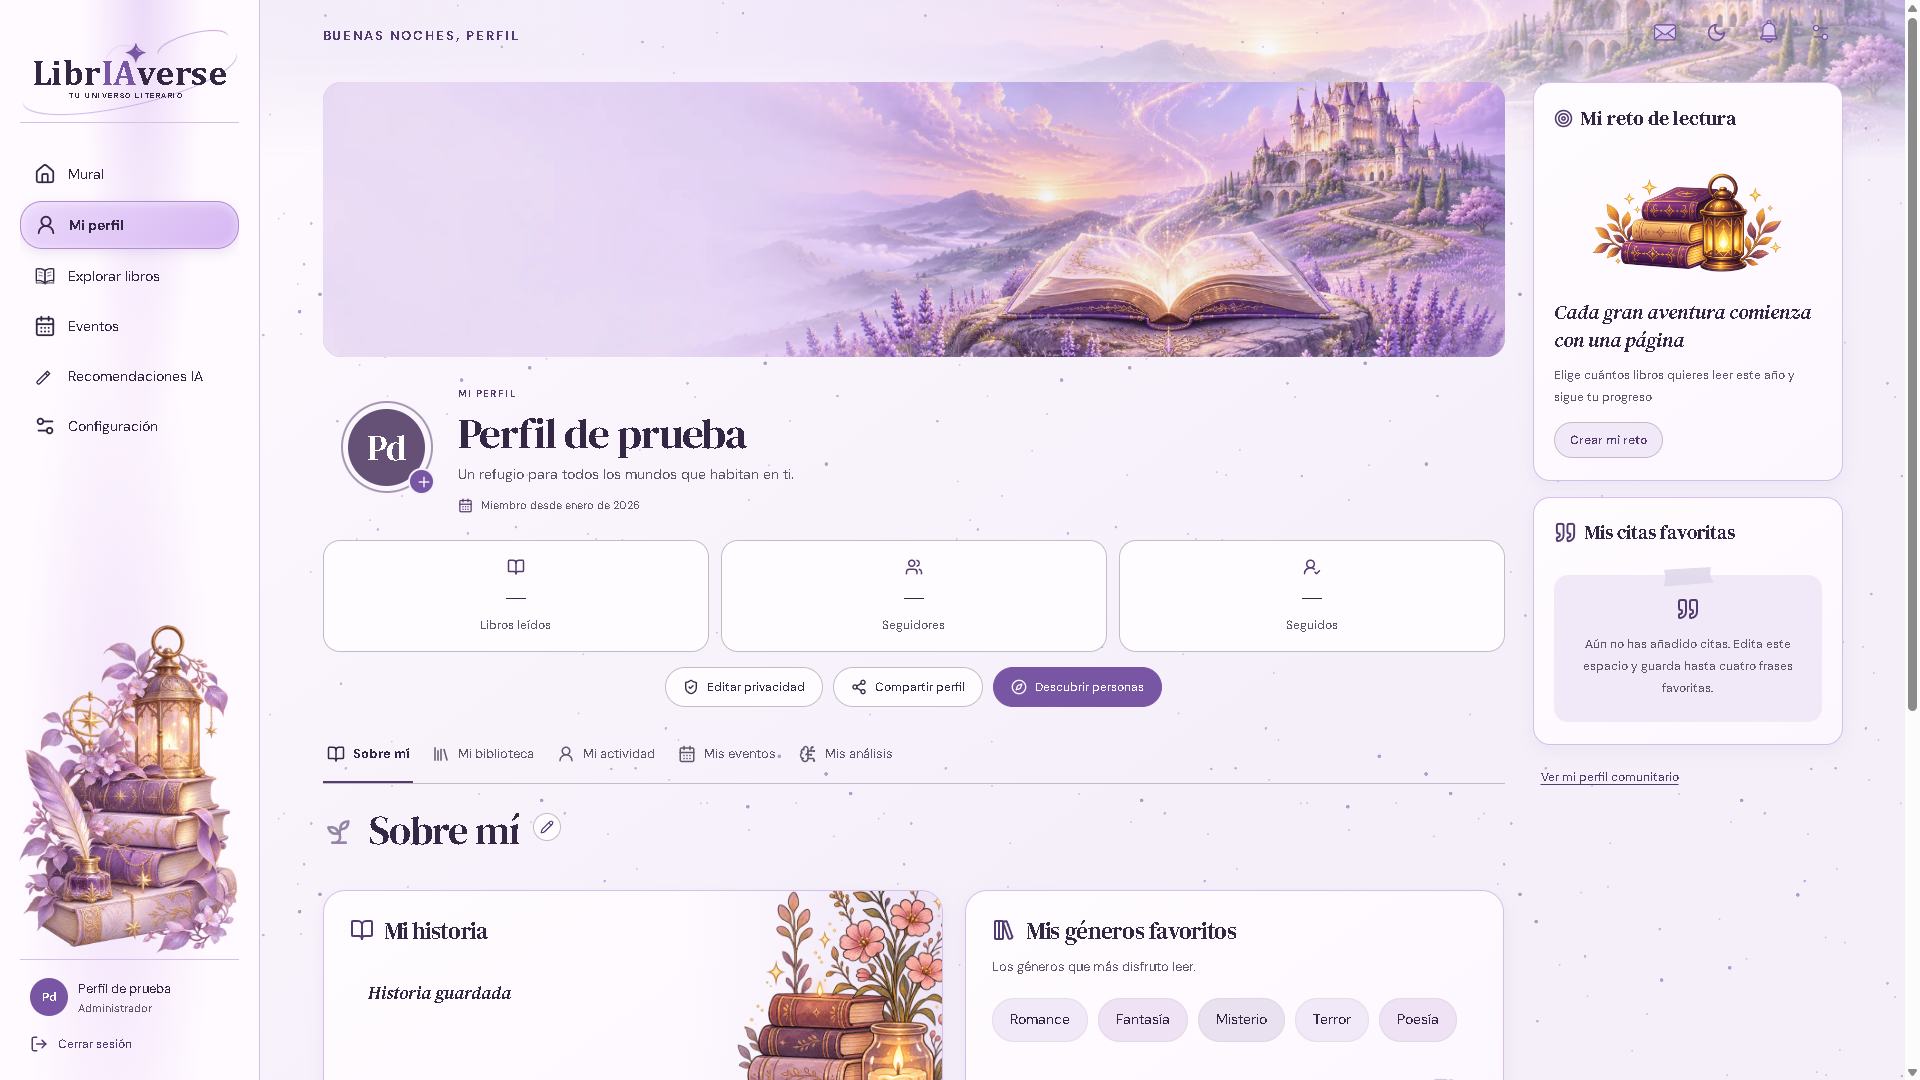 LibrIAverse
TU UNIVERSO LITERARIO
Mural
Mi perfil
Explorar libros
Eventos
Recomendaciones IA
Configuración
Pd
Perfil de prueba
Administrador
Cerrar sesión
BUENAS NOCHES, PERFIL
Pd
MI PERFIL
Perfil de prueba
Un refugio para todos los mundos que habitan en ti.
Miembro desde enero de 2026
—
Libros leídos
—
Seguidores
—
Seguidos
Editar privacidad
Compartir perfil
Descubrir personas
Sobre mí
Mi biblioteca
Mi actividad
Mis eventos
Mis análisis
Sobre mí
Mi historia
Historia guardada
Mis géneros favoritos
Los géneros que más disfruto leer.
Romance
Fantasía
Misterio
Terror
Poesía
Mi reto de lectura
Cada gran aventura comienza
con una página
Elige cuántos libros quieres leer este año y
sigue tu progreso
Crear mi reto
Mis citas favoritas
Aún no has añadido citas. Edita este
espacio y guarda hasta cuatro frases
favoritas.
Ver mi perfil comunitario